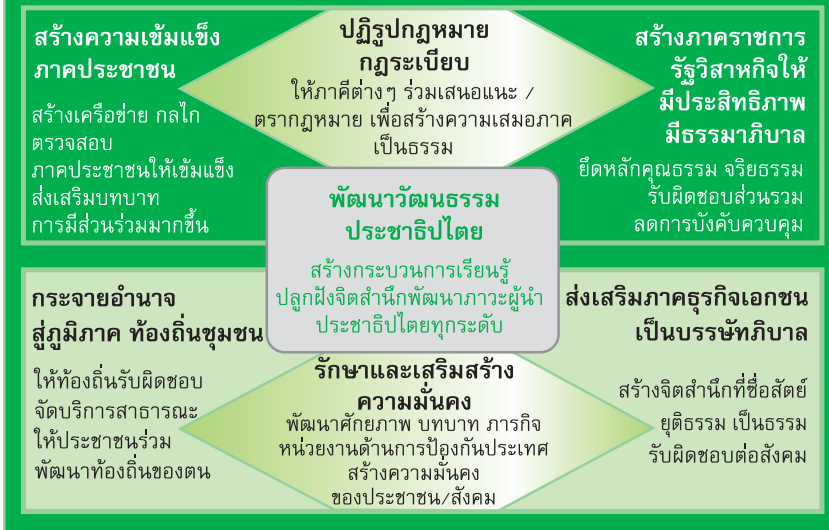 สร้างความเข้มแข็ง
ภาคประชาชน
สร้างเครือข่าย กลไก
ตรวจสอบ
ภาคประชาชนให้เข้มแข็ง
ส่งเสริมบทบาท
การมีส่วนร่วมมากขึ้น
ปฏิรูปกฎหมาย
กฎระเบียบ
ให้ภาคีต่างๆ ร่วมเสนอแนะ /
ตรากฎหมาย เพื่อสร้างความเสมอภาค
เป็นธรรม
สร้างภาคราชการ
รัฐวิสาหกิจให้
มีประสิทธิภาพ
มีธรรมาภิบาล
ยึดหลักคุณธรรม จริยธรรม
รับผิดชอบส่วนรวม
ลดการบังคับควบคุม
พัฒนาวัฒนธรรม
ประชาธิปไตย
สร้างกระบวนการเรียนรู้
ปลูกฝังจิตสำนึกพัฒนาภาวะผู้นำ
ประชาธิปไตยทุกระดับ
กระจายอำนาจ
สู่ภูมิภาค ท้องถิ่นชุมชน
ให้ท้องถิ่นรับผิดชอบ
จัดบริการสาธารณะ
ให้ประชาชนร่วม
พัฒนาท้องถิ่นของตน
รักษาและเสริมสร้าง
ความมั่นคง
พัฒนาศักยภาพ บทบาท ภารกิจ
หน่วยงานด้านการป้องกันประเทศ
สร้างความมั่นคง
ของประชาชน/สังคม
ส่งเสริมภาคธุรกิจเอกชน
เป็นบรรษัทภิบาล
สร้างจิตสำนึกที่ซื่อสัตย์
ยุติธรรม เป็นธรรม
รับผิดชอบต่อสังคม